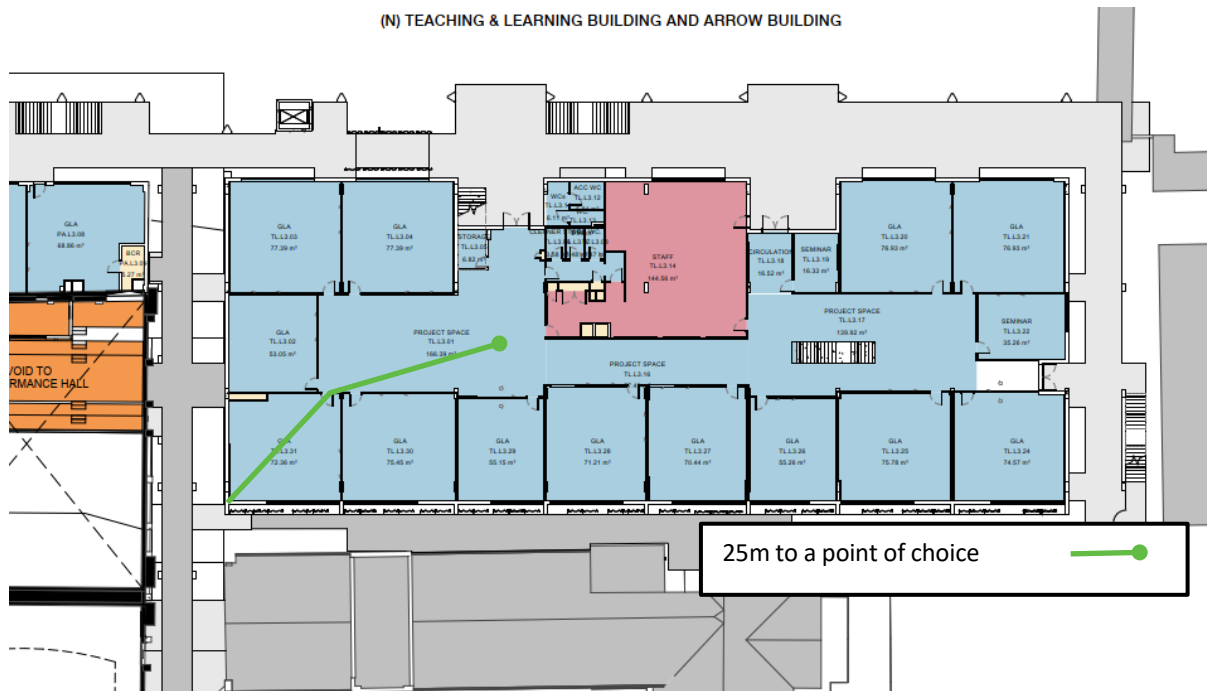 (N) TEACHING & LEARNING BUILDING AND ARROW BUILDING
GLA
PA.L3.08
68.86 m²
BCR
GLA
TL.L3.03
77.39 m²
GLA
TL.L3.04
77.39 m²
STORAGE
TL.L3.05
6.82 m²
WCs
6.11 m²
ACC WC
TL.L3.12
STAFF
TL.L3.14
144.56 m²
CIRCULATION
TL.L3.18
16.52 m²
SEMINAR
TL.L3.19
16.33 m²
GLA
TL.L3.20
76.93 m²
GLA
TL.L3.21
76.93 m²
GLA
TL.L3.02
53.05 m²
PROJECT SPACE
TL.L3.01
166.39 m²
PROJECT SPACE
TL.L3.16
PROJECT SPACE
TL.L3.17
139.92 m²
SEMINAR
TL.L3.22
35.26 m²
VOID TO
RMANCE HALL
GLA
TL.L3.31
72.36 m²
GLA
TL.L3.30
75.45 m²
GLA
TL.L3.29
55.15 m²
GLA
TL.L3.28
71.21 m²
GLA
TL.L3.27
70.44 m²
GLA
TL.L3.26
55.26 m²
GLA
TL.L3.25
75.78 m²
GLA
TL.L3.24
74.57 m²
25m to a point of choice